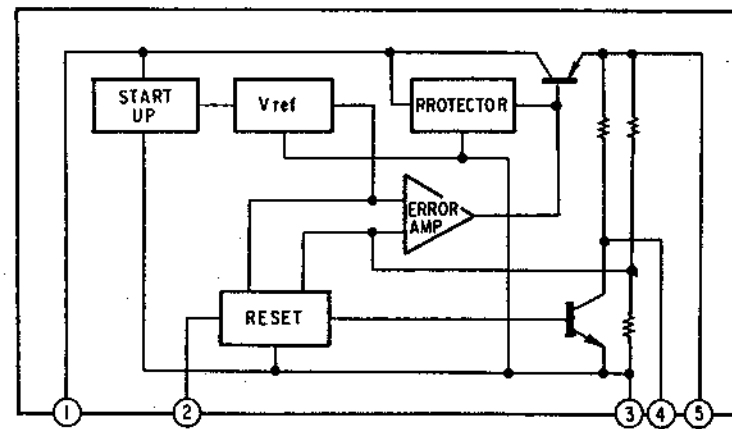 START
UP
Vref
PROTECTOR
ERROR
AMP
RESET
1
2
3
4
5